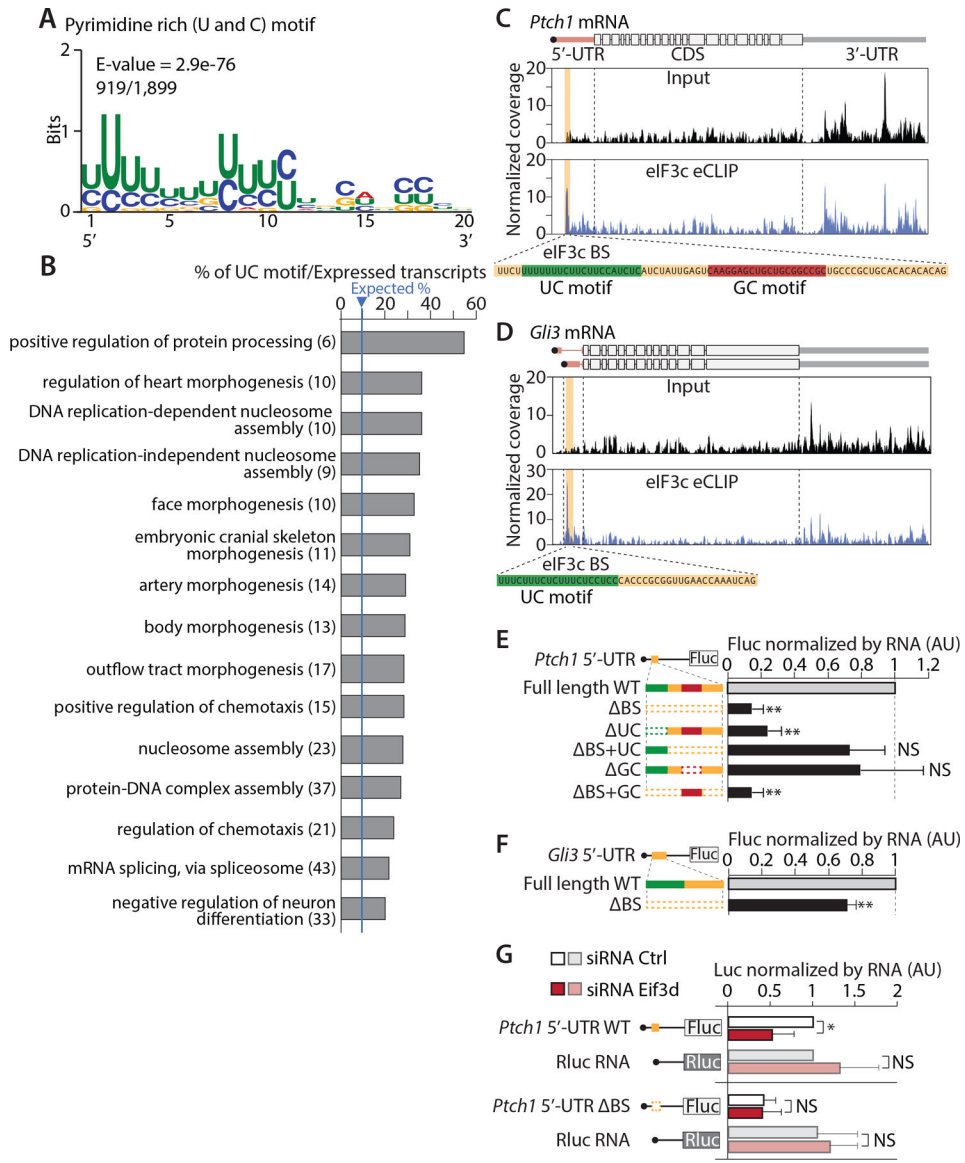 A
Pyrimidine rich (U and C) motif
2
E-value = 2.9e-76
919/1,899
1
Bits
0
1 5 10 15 20
5′ 3′
B
% of UC motif/Expressed transcripts
Expected %
0 20 40 60
positive regulation of protein processing (6)
regulation of heart morphogenesis (10)
DNA replication-dependent nucleosome
assembly (10)
DNA replication-independent nucleosome
assembly (9)
face morphogenesis (10)
embryonic cranial skeleton
morphogenesis (11)
artery morphogenesis (14)
body morphogenesis (13)
outflow tract morphogenesis (17)
positive regulation of chemotaxis (15)
nucleosome assembly (23)
protein-DNA complex assembly (37)
regulation of chemotaxis (21)
mRNA splicing, via spliceosome (43)
negative regulation of neuron
differentiation (33)
C
Ptch1 mRNA
5′-UTR CDS 3′-UTR
Normalized coverage
20
10
0
Input
20
10
0
eIF3c eCLIP
eIF3c BS
UUCUUUUUUUUCUUCUUCCAUCUCAUCUAUUGAGUCAAGGAGCUGCUGCGGCCGCUGCCCGCUGCACACACACAG
UC motif GC motif
D
Gli3 mRNA
Normalized coverage
20
10
0
Input
30
20
10
0
eIF3c eCLIP
eIF3c BS
UUUCUUUCUCUUUCUCCUCCCACCCGCGGUUGAACCAAAUCAG
UC motif
E
Fluc normalized by RNA (AU)
0 0.2 0.4 0.6 0.8 1 1.2
Ptch1 5′-UTR Fluc
Full length WT
ΔBS **
ΔUC **
ΔBS+UC NS
ΔGC NS
ΔBS+GC **
F
Fluc normalized by RNA (AU)
0 0.2 0.4 0.6 0.8 1
Gli3 5′-UTR Fluc
Full length WT
ΔBS **
G
siRNA Ctrl
siRNA Eif3d
Luc normalized by RNA (AU)
0 0.5 1 1.5 2
Ptch1 5′-UTR WT Fluc *
Rluc RNA Rluc NS
Ptch1 5′-UTR ΔBS Fluc NS
Rluc RNA Rluc NS